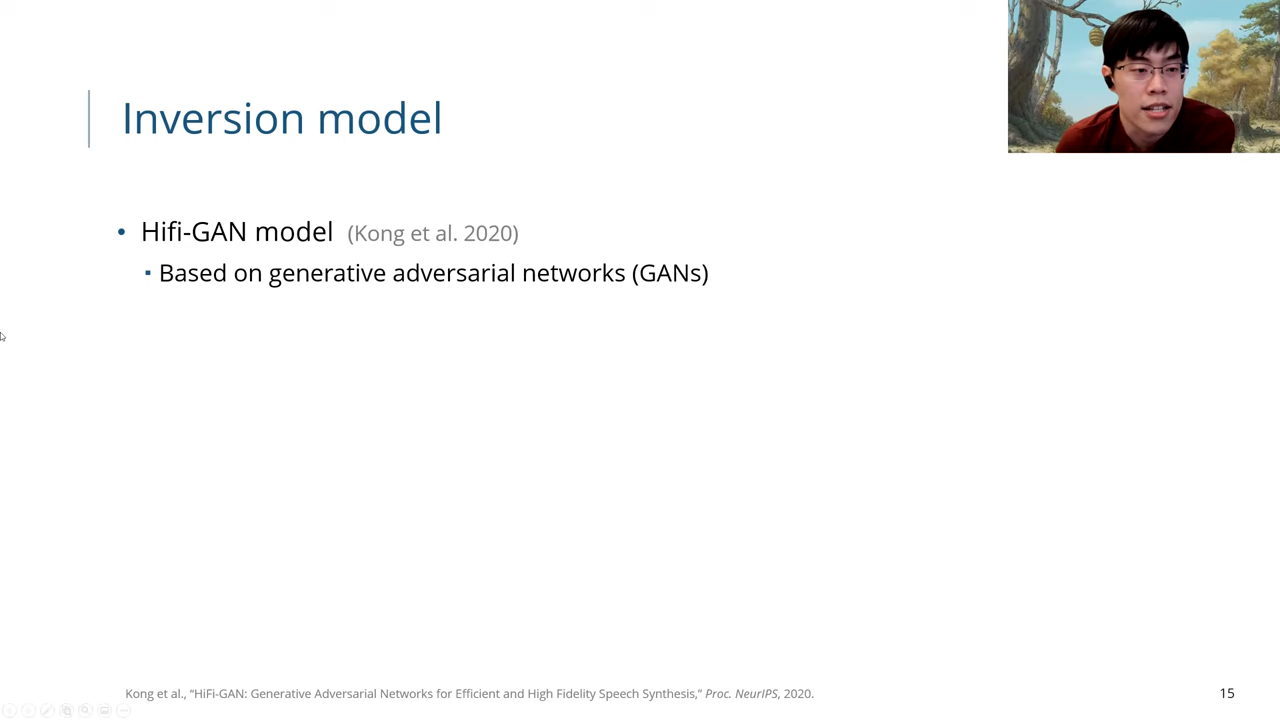 Inversion model
• Hifi-GAN model (Kong et al. 2020)
▪ Based on generative adversarial networks (GANs)
Kong et al., “HiFi-GAN: Generative Adversarial Networks for Efficient and High Fidelity Speech Synthesis,” Proc. NeurIPS, 2020.
15